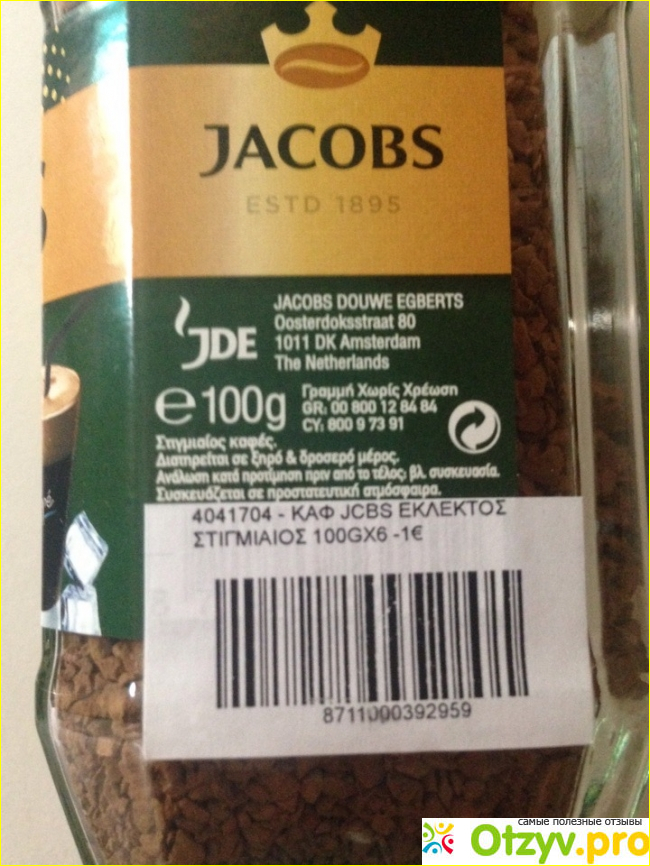 JACOBS
ESTD 1895
JDE
JACOBS DOUWE EGBERTS
Oosterdoksstraat 80
1011 DK Amsterdam
The Netherlands
e 100g
Γραμμή Χωρίς Χρέωση
GR: 00 800 12 84 84
CY: 800 9 73 91
Στιγμιαίος καφές.
Διατηρείται σε ξηρό & δροσερό μέρος.
Ανάλωση κατά προτίμηση πριν από το τέλος: βλ. συσκευασία.
Συσκευάζεται σε προστατευτική ατμόσφαιρα.
4041704 - ΚΑΦ JCBS ΕΚΛΕΚΤΟΣ
ΣΤΙΓΜΙΑΙΟΣ 100GX6 -1€
8711000392959
самые полезные отзывы
Otzyv.pro